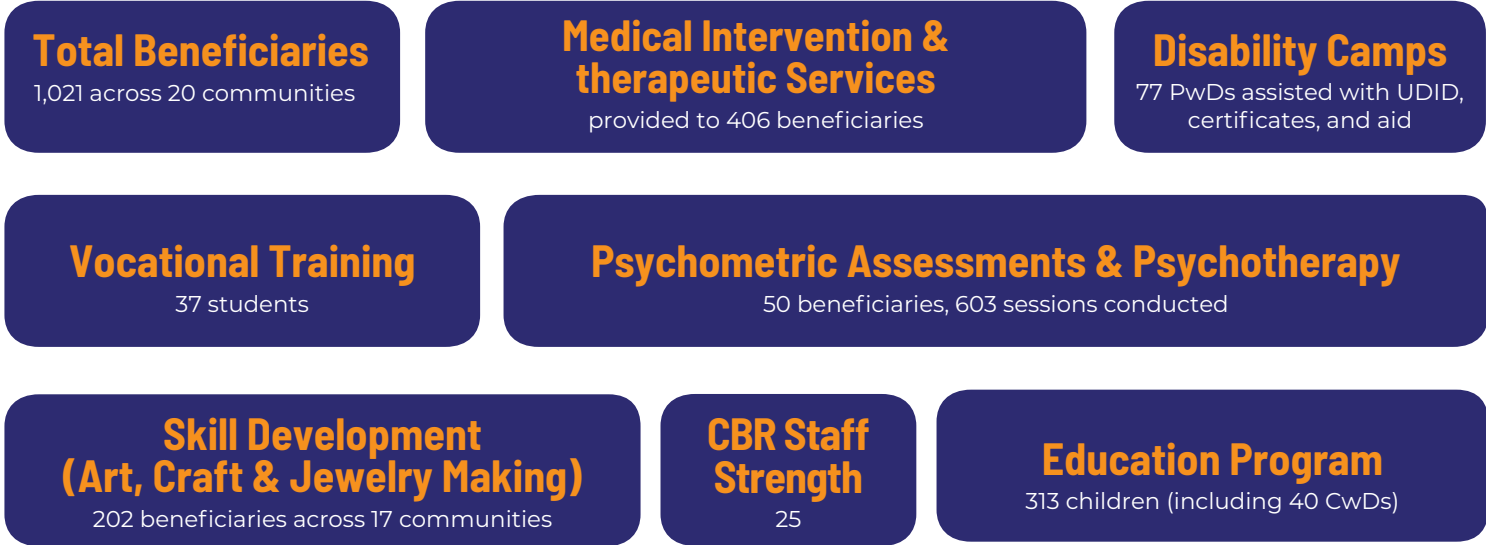 Total Beneficiaries
1,021 across 20 communities
Medical Intervention &
therapeutic Services
provided to 406 beneficiaries
Disability Camps
77 PwDs assisted with UDID,
certificates, and aid
Vocational Training
37 students
Psychometric Assessments & Psychotherapy
50 beneficiaries, 603 sessions conducted
Skill Development
(Art, Craft & Jewelry Making)
202 beneficiaries across 17 communities
CBR Staff
Strength
25
Education Program
313 children (including 40 CwDs)